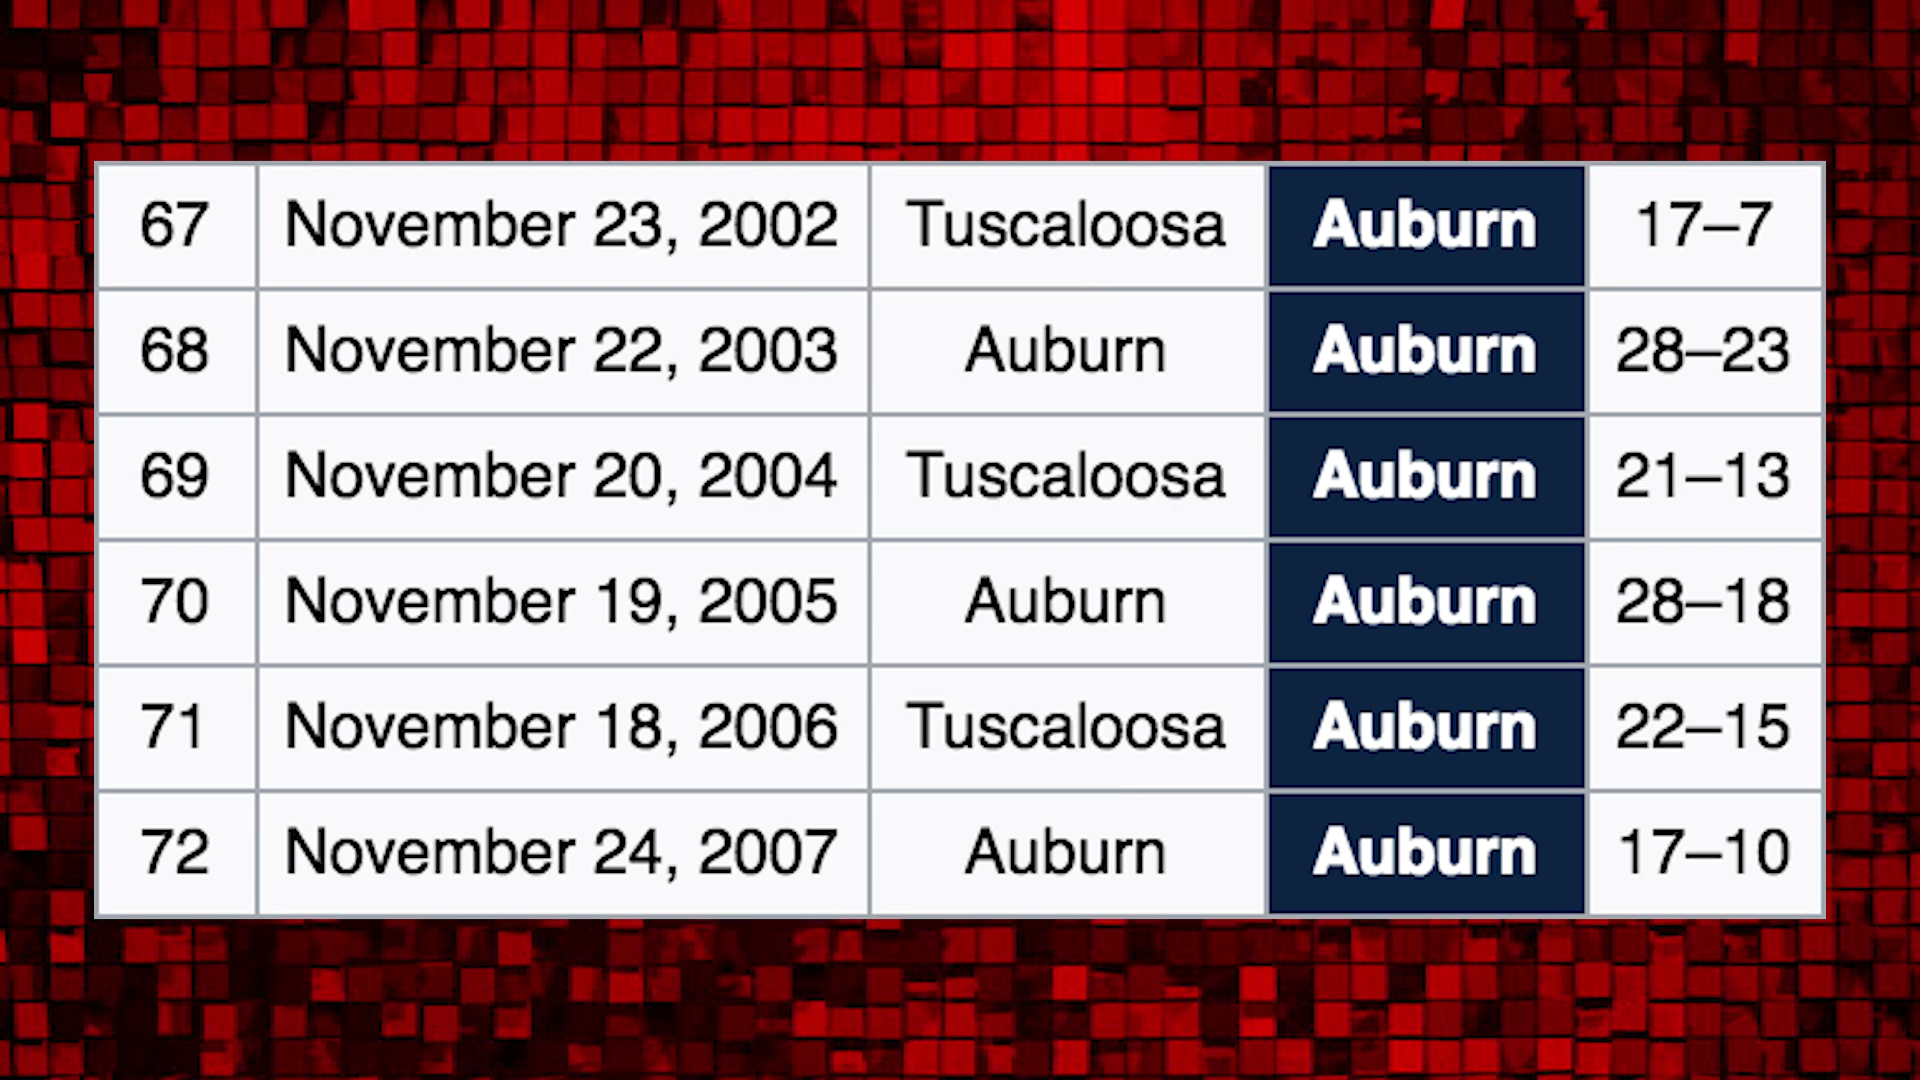 67 November 23, 2002 Tuscaloosa Auburn 17–7
68 November 22, 2003 Auburn Auburn 28–23
69 November 20, 2004 Tuscaloosa Auburn 21–13
70 November 19, 2005 Auburn Auburn 28–18
71 November 18, 2006 Tuscaloosa Auburn 22–15
72 November 24, 2007 Auburn Auburn 17–10